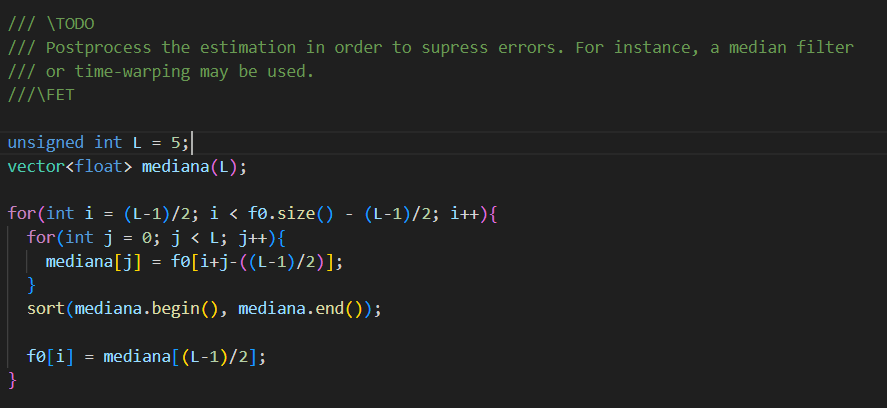 /// \TODO
/// Postprocess the estimation in order to supress errors. For instance, a median filter
/// or time-warping may be used.
///\FET
unsigned int L = 5;
vector<float> mediana(L);
for(int i = (L-1)/2; i < f0.size() - (L-1)/2; i++){
for(int j = 0; j < L; j++){
mediana[j] = f0[i+j-((L-1)/2)];
}
sort(mediana.begin(), mediana.end());
f0[i] = mediana[(L-1)/2];
}